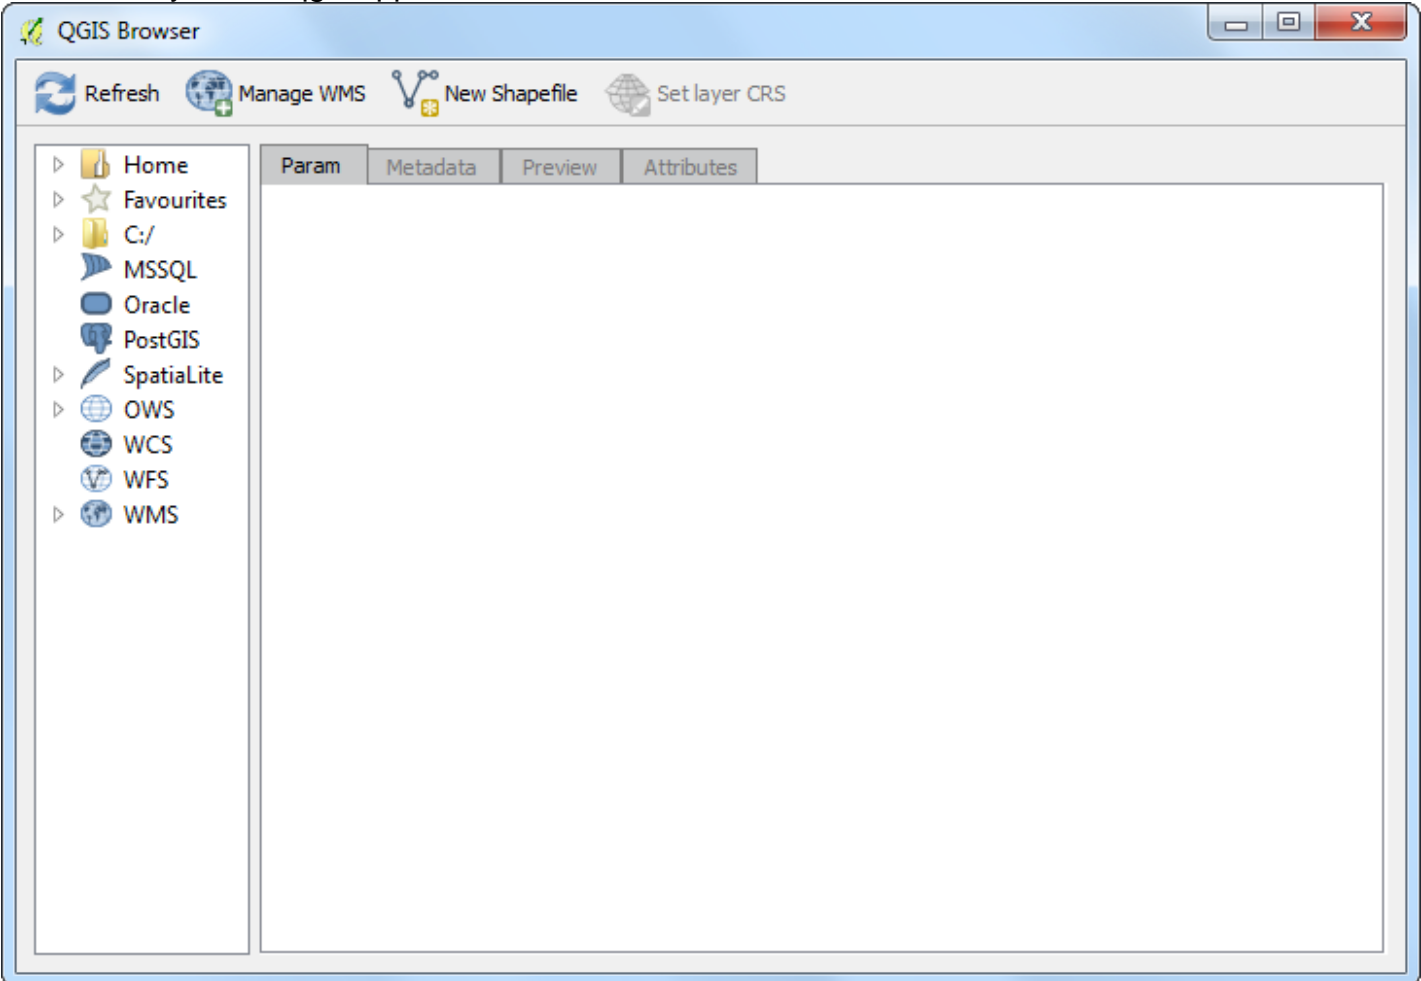 QGIS Browser
Refresh Manage WMS New Shapefile Set layer CRS
Param Metadata Preview Attributes
Home
Favourites
C:/
MSSQL
Oracle
PostGIS
SpatiaLite
OWS
WCS
WFS
WMS